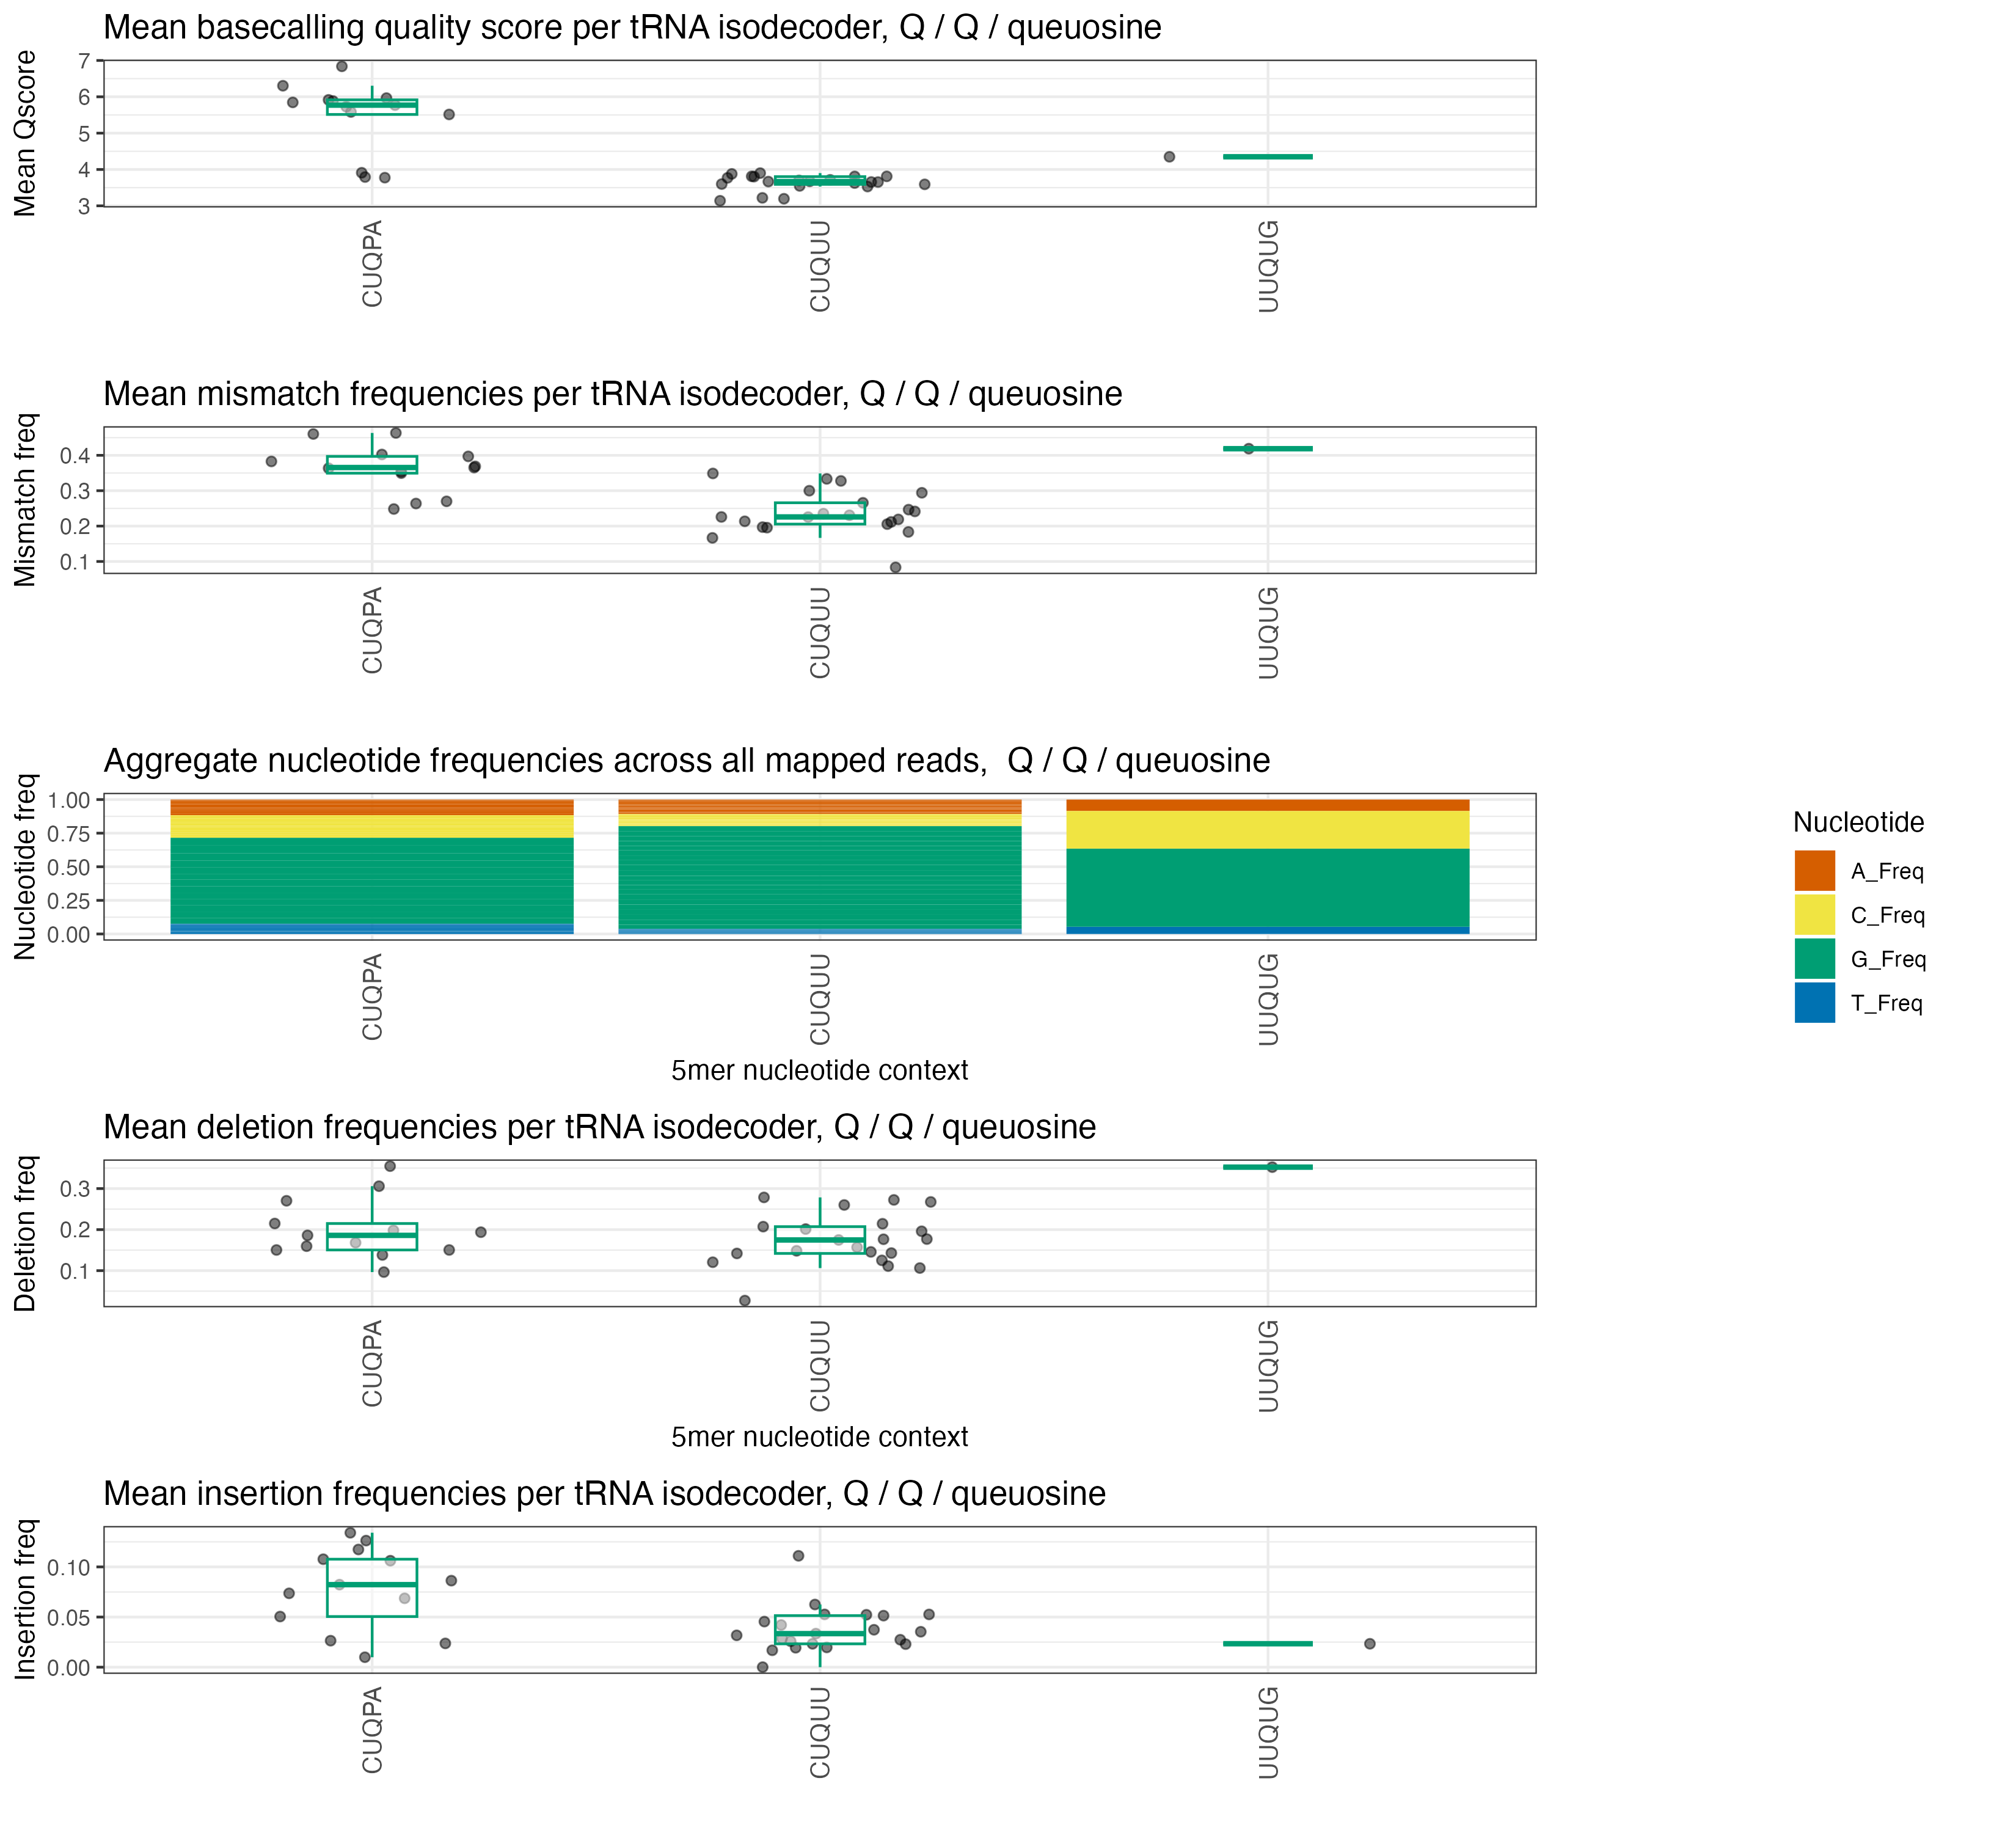 Mean basecalling quality score per tRNA isodecoder, Q / Q / queuosine
Mean Qscore
7
6
5
4
3
CUQPA
CUQUU
UUQUG
Mean mismatch frequencies per tRNA isodecoder, Q / Q / queuosine
Mismatch freq
0.4
0.3
0.2
0.1
CUQPA
CUQUU
UUQUG
Aggregate nucleotide frequencies across all mapped reads,  Q / Q / queuosine
Nucleotide freq
1.00
0.75
0.50
0.25
0.00
CUQPA
CUQUU
UUQUG
5mer nucleotide context
Nucleotide
A_Freq
C_Freq
G_Freq
T_Freq
Mean deletion frequencies per tRNA isodecoder, Q / Q / queuosine
Deletion freq
0.3
0.2
0.1
CUQPA
CUQUU
UUQUG
5mer nucleotide context
Mean insertion frequencies per tRNA isodecoder, Q / Q / queuosine
Insertion freq
0.10
0.05
0.00
CUQPA
CUQUU
UUQUG